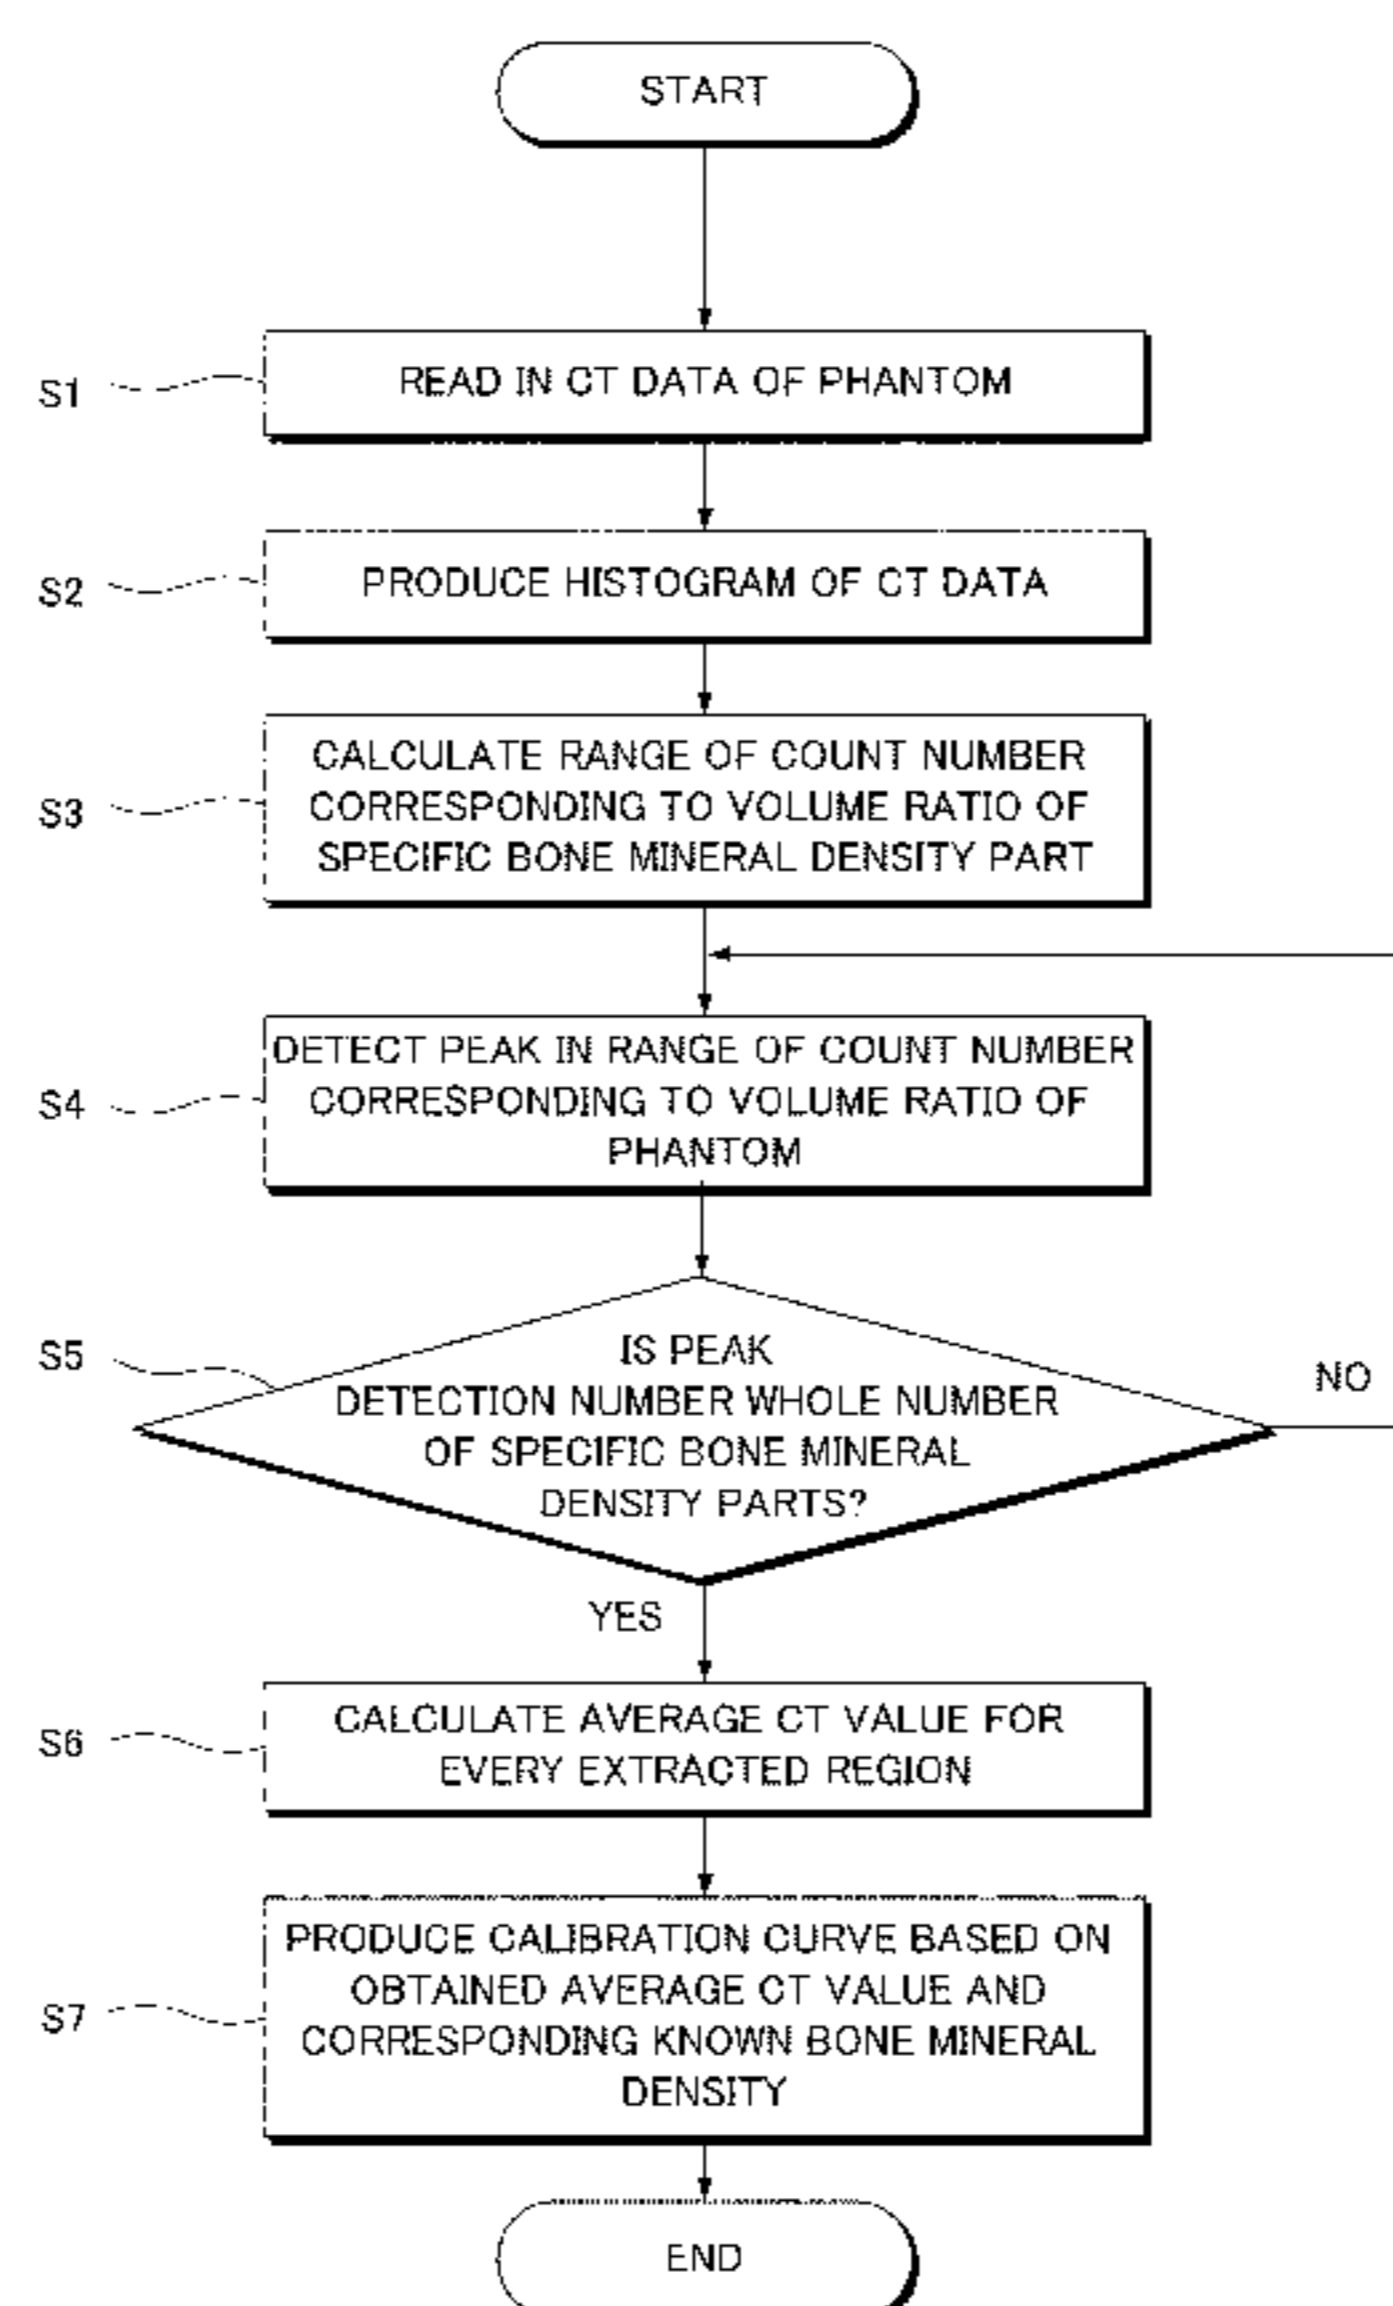 START
S1
READ IN CT DATA OF PHANTOM
S2
PRODUCE HISTOGRAM OF CT DATA
S3
CALCULATE RANGE OF COUNT NUMBER
CORRESPONDING TO VOLUME RATIO OF
SPECIFIC BONE MINERAL DENSITY PART
S4
DETECT PEAK IN RANGE OF COUNT NUMBER
CORRESPONDING TO VOLUME RATIO OF
PHANTOM
S5
IS PEAK
DETECTION NUMBER WHOLE NUMBER
OF SPECIFIC BONE MINERAL
DENSITY PARTS?
NO
YES
S6
CALCULATE AVERAGE CT VALUE FOR
EVERY EXTRACTED REGION
S7
PRODUCE CALIBRATION CURVE BASED ON
OBTAINED AVERAGE CT VALUE AND
CORRESPONDING KNOWN BONE MINERAL
DENSITY
END